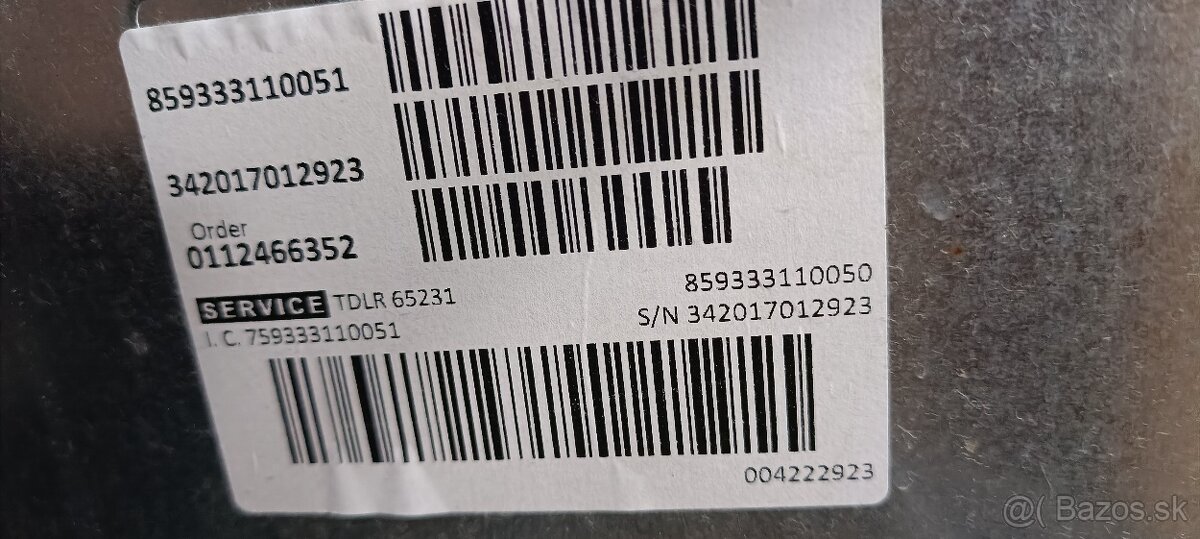 859333110051
342017012923
Order
0112466352
SERVICE TDLR 65231
I. C. 759333110051
859333110050
S/N 342017012923
004222923
@( Bazos.sk